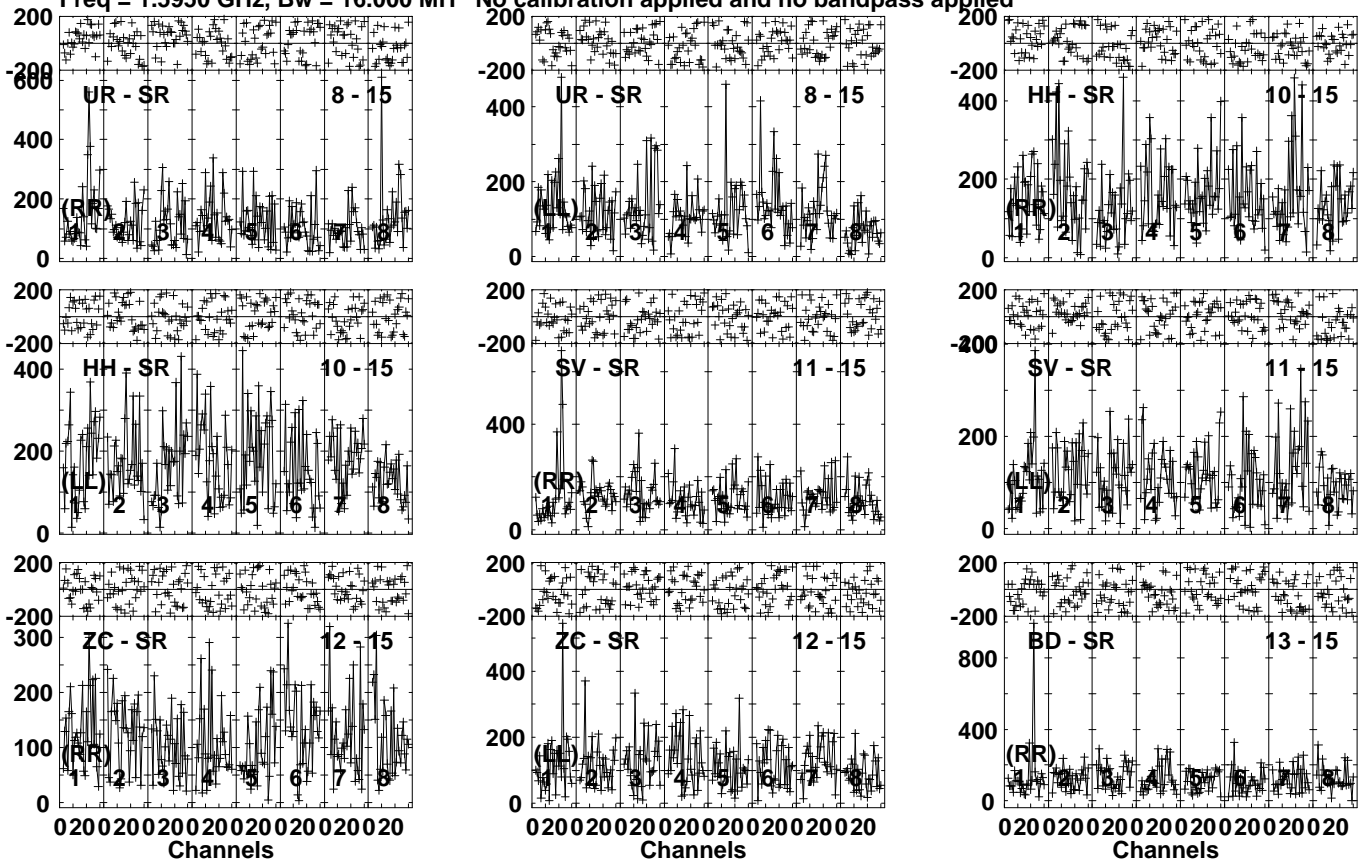 Freq = 1.5950 GHz, Bw = 16.000 MH No calibration applied and no bandpass applied
200 200 200
-200 -200 -200
600 UR - SR 8 - 15 UR - SR 8 - 15 HH - SR 10 - 15
400 400 400
200 200 200
(RR) (LL) (RR)
1 2 3 4 5 6 7 8 1 2 3 4 5 6 7 8 1 2 3 4 5 6 7 8
0 0 0
200 200 200
-200 -200 -200
400 HH - SR 10 - 15 SV - SR 11 - 15 400 SV - SR 11 - 15
200 400 200
(LL) (RR) (LL)
1 2 3 4 5 6 7 8 1 2 3 4 5 6 7 8 1 2 3 4 5 6 7 8
0 0 0
200 200 200
-200 -200 -200
300 ZC - SR 12 - 15 ZC - SR 12 - 15 BD - SR 13 - 15
200 400 800
100 200 400
(RR) (LL) (RR)
1 2 3 4 5 6 7 8 1 2 3 4 5 6 7 8 1 2 3 4 5 6 7 8
0 0 0
020020020020020020020020 020020020020020020020020 020020020020020020020020
Channels Channels Channels